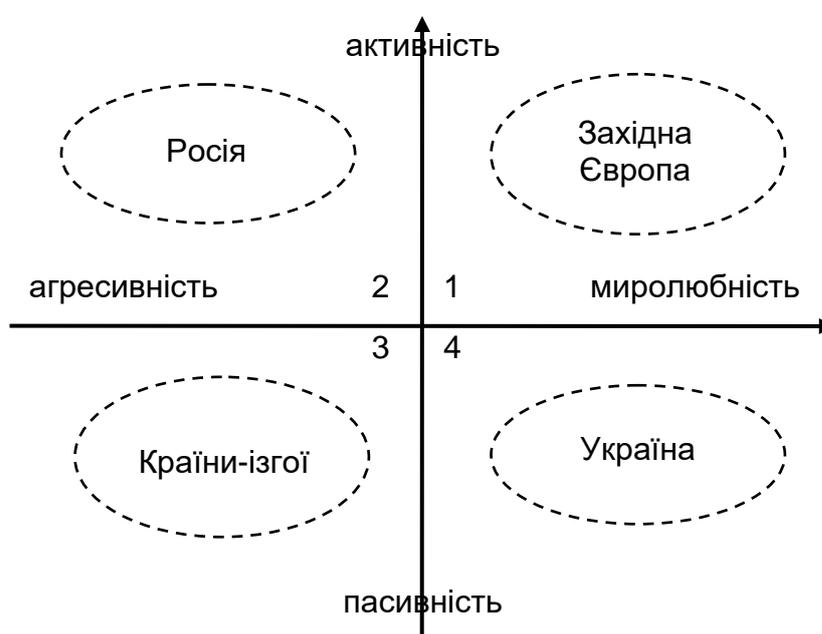 активність
Росія
Західна
Європа
агресивність
2
1
миролюбність
3
4
Країни-ізгої
Україна
пасивність